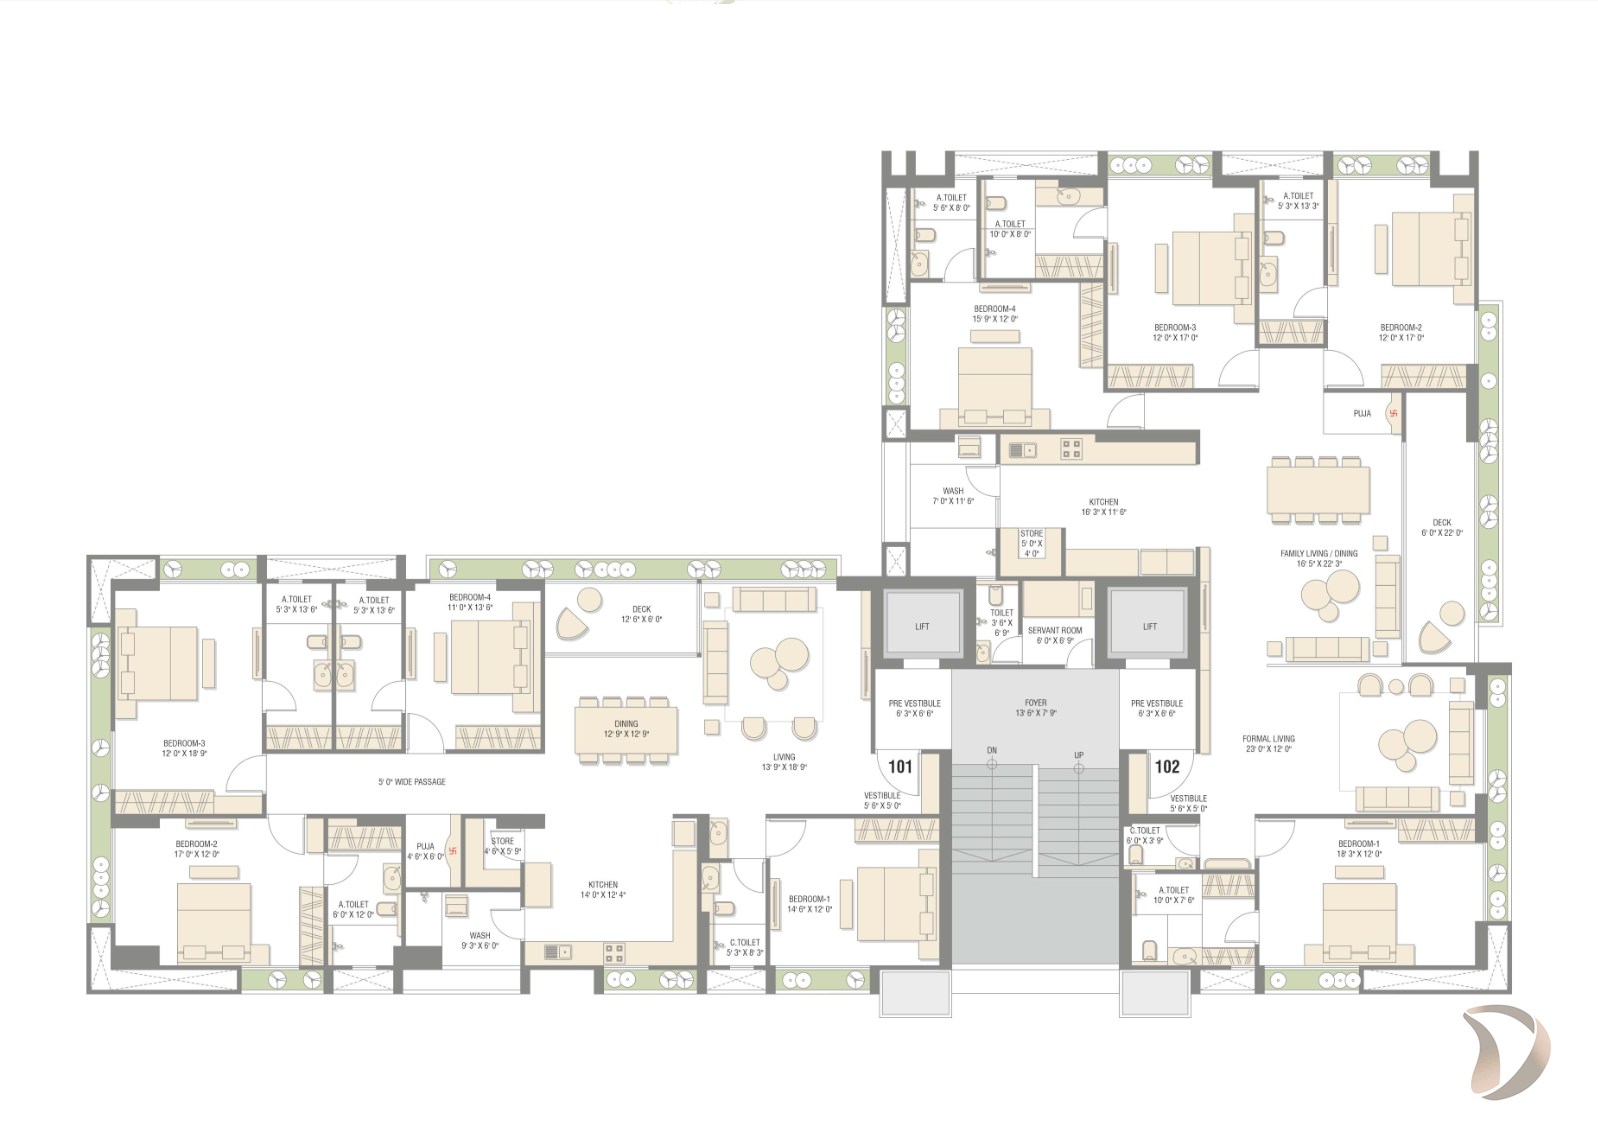 A.TOILET
5' 6" X 8' 0"
A.TOILET
10' 0" X 8' 0"
A.TOILET
5' 3" X 13' 3"
BEDROOM-4
15' 9" X 12' 0"
BEDROOM-3
12' 0" X 17' 0"
BEDROOM-2
12' 0" X 17' 0"
PUJA
WASH
7' 0" X 11' 6"
KITCHEN
16' 3" X 11' 6"
STORE
5' 0" X
4' 0"
DECK
6' 0" X 22' 0"
FAMILY LIVING / DINING
16' 5" X 22' 3"
LIFT
TOILET
3' 6" X
6' 9"
SERVANT ROOM
6' 0" X 6' 9"
LIFT
PRE VESTIBULE
6' 3" X 6' 6"
FOYER
13' 6" X 7' 9"
PRE VESTIBULE
6' 3" X 6' 6"
FORMAL LIVING
23' 0" X 12' 0"
DN
UP
101
102
VESTIBULE
5' 6" X 5' 0"
VESTIBULE
5' 6" X 5' 0"
C.TOILET
6' 0" X 3' 9"
BEDROOM-1
18' 3" X 12' 0"
A.TOILET
10' 0" X 7' 6"
A.TOILET
5' 3" X 13' 6"
A.TOILET
5' 3" X 13' 6"
BEDROOM-4
11' 0" X 13' 6"
DECK
12' 6" X 6' 0"
BEDROOM-3
12' 0" X 18' 9"
DINING
12' 9" X 12' 9"
LIVING
13' 9" X 18' 9"
5' 0" WIDE PASSAGE
BEDROOM-2
17' 0" X 12' 0"
PUJA
4' 6" X 6' 0"
STORE
4' 6" X 5' 9"
KITCHEN
14' 0" X 12' 4"
A.TOILET
6' 0" X 12' 0"
WASH
9' 3" X 6' 0"
C.TOILET
5' 3" X 8' 3"
BEDROOM-1
14' 6" X 12' 0"